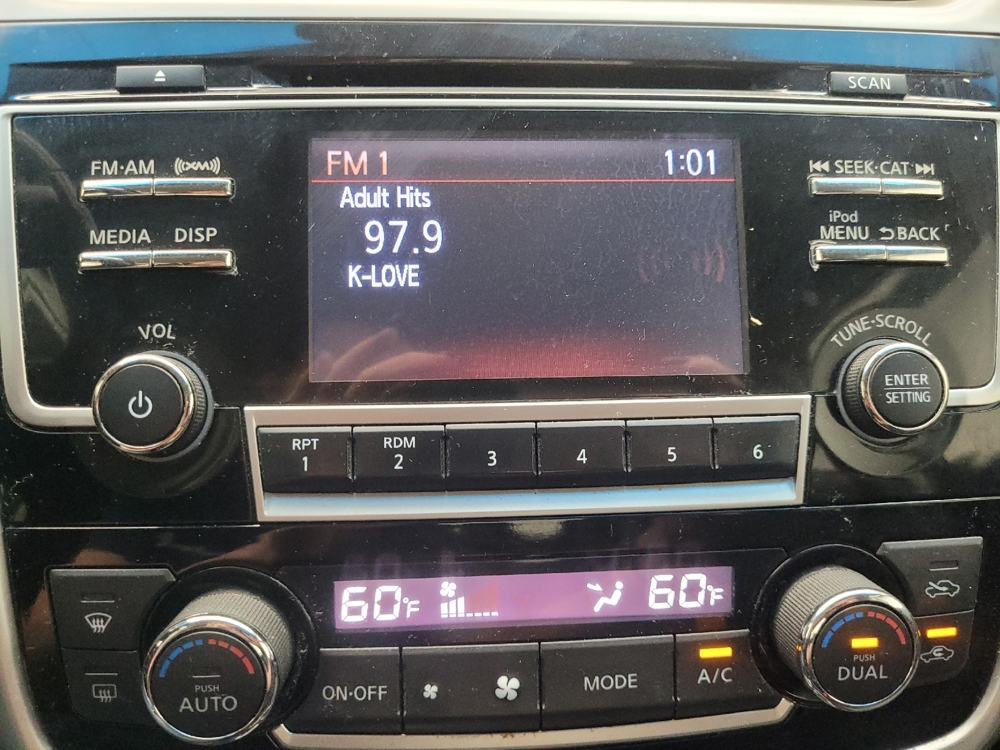 SCAN
FM·AM (((XM)))
SEEK·CAT
MEDIA DISP
iPod
MENU BACK
FM 1 1:01
Adult Hits
97.9
K-LOVE
VOL
TUNE·SCROLL
ENTER
SETTING
RPT
1
RDM
2
3
4
5
6
60°F
60°F
PUSH
AUTO
ON·OFF
MODE
A/C
PUSH
DUAL